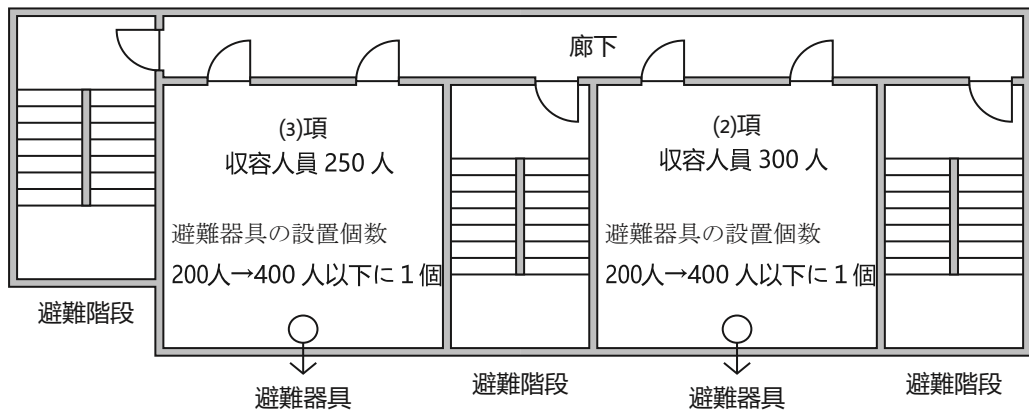 廊下
⑶項
収容人員 250 人
避難器具の設置個数
200人→400 人以下に１個
⑵項
収容人員 300 人
避難器具の設置個数
200人→400 人以下に１個
避難階段
避難器具
避難階段
避難器具
避難階段